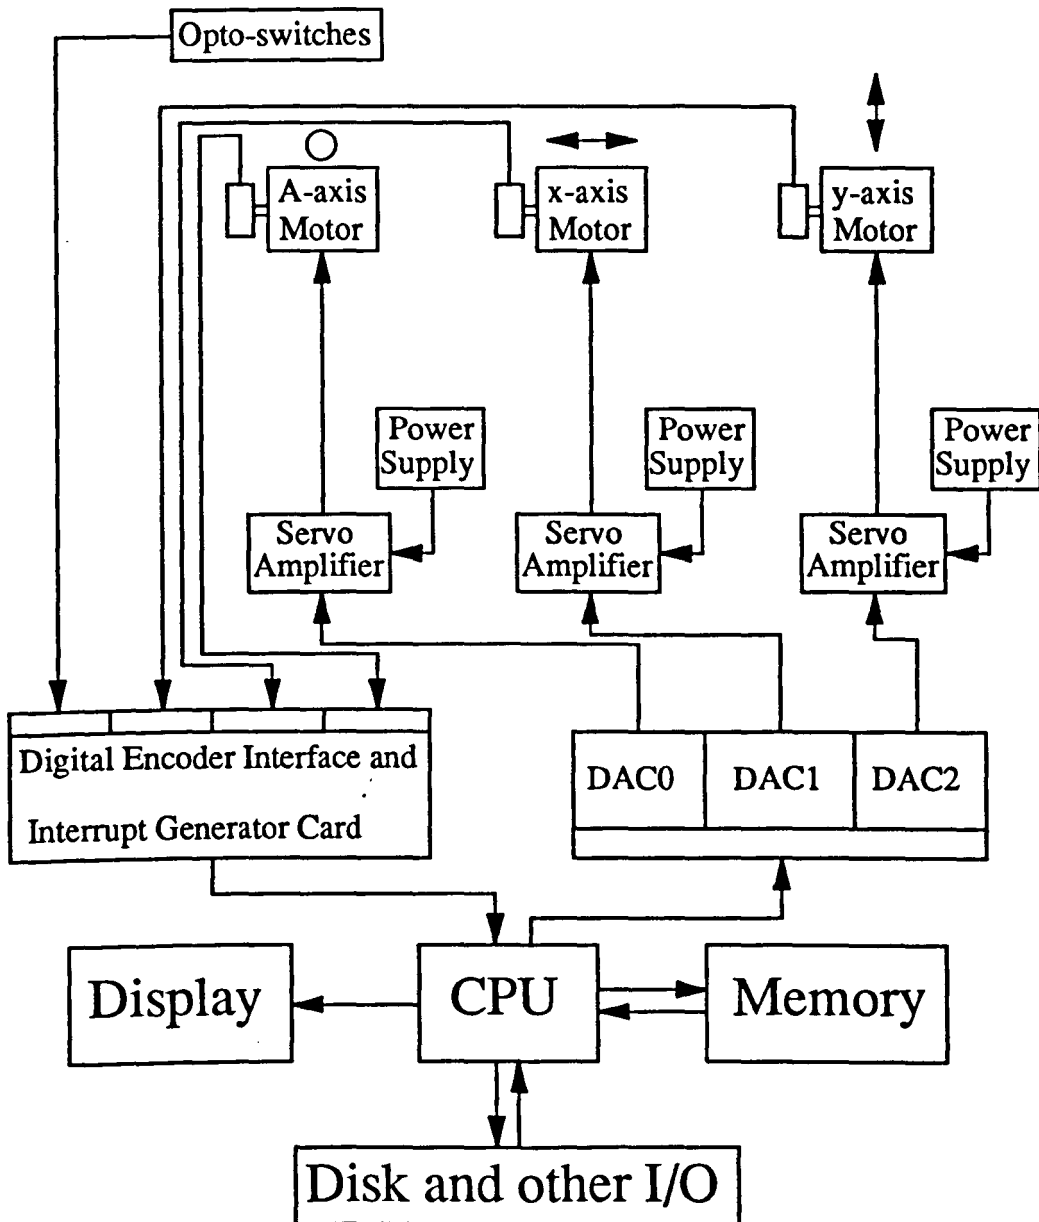 Opto-switches
A-axis
Motor
x-axis
Motor
y-axis
Motor
Power
Supply
Power
Supply
Power
Supply
Servo
Amplifier
Servo
Amplifier
Servo
Amplifier
Digital Encoder Interface and
Interrupt Generator Card
DAC0
DAC1
DAC2
Display
CPU
Memory
Disk and other I/O